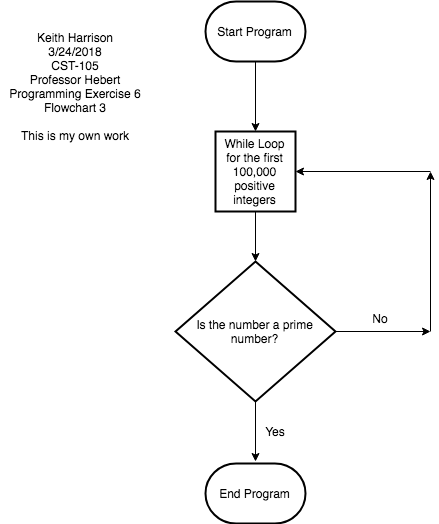 Keith Harrison
3/24/2018
CST-105
Professor Hebert
Programming Exercise 6
Flowchart 3
This is my own work
Start Program
While Loop
for the first
100,000
positive
integers
Is the number a prime
number?
No
Yes
End Program